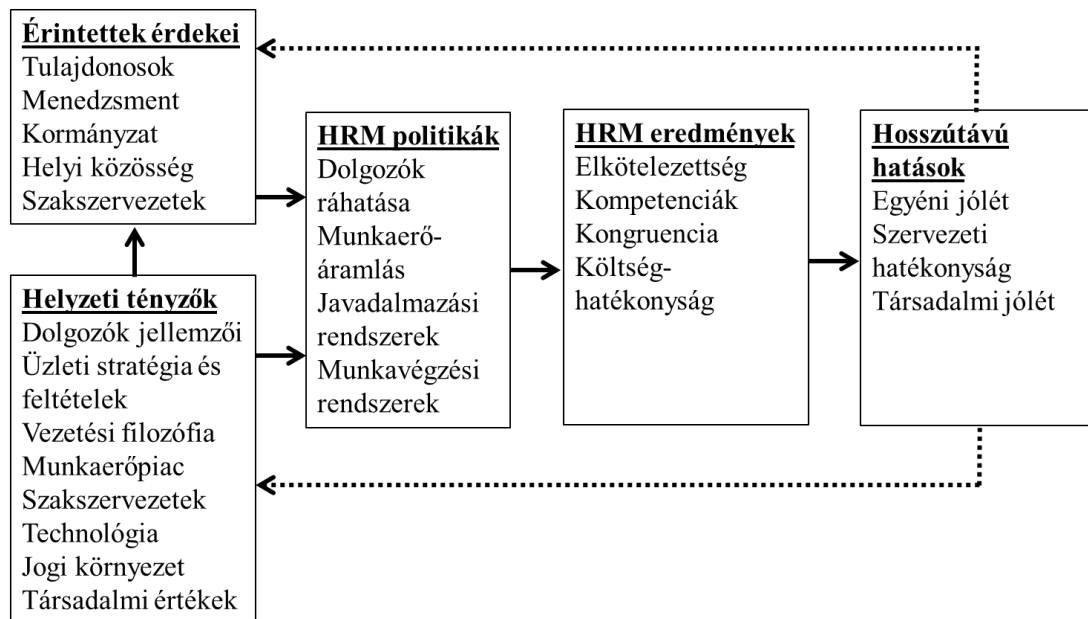 Érintettek érdekei
Tulajdonosok
Menedzsment
Kormányzat
Helyi közösség
Szakszervezetek
Helyzeti tényzők
Dolgozók jellemzői
Üzleti stratégia és
feltételek
Vezetési filozófia
Munkaerőpiac
Szakszervezetek
Technológia
Jogi környezet
Társadalmi értékek
HRM politikák
Dolgozók
ráhatása
Munkaerő-
áramlás
Javadalmazási
rendszerek
Munkavégzési
rendszerek
HRM eredmények
Elkötelezettség
Kompetenciák
Kongruencia
Költség-
hatékonyság
Hosszútávú
hatások
Egyéni jólét
Szervezeti
hatékonyság
Társadalmi jólét